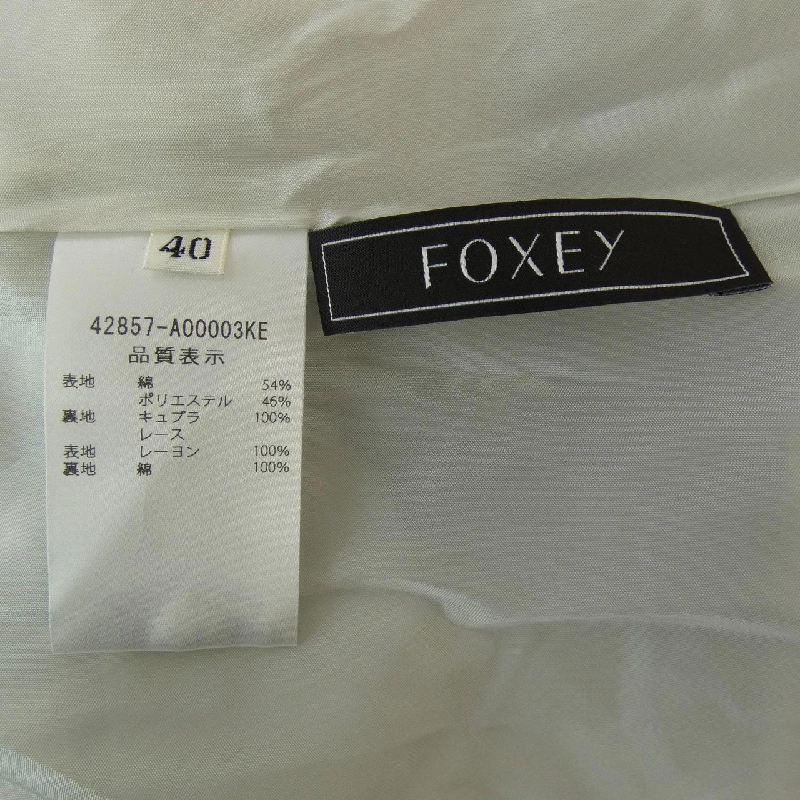 40
FOXEY
42857-A00003KE
品質表示
表地 綿 54%
ポリエステル 46%
裏地 キュプラ 100%
レース
表地 レーヨン 100%
裏地 綿 100%